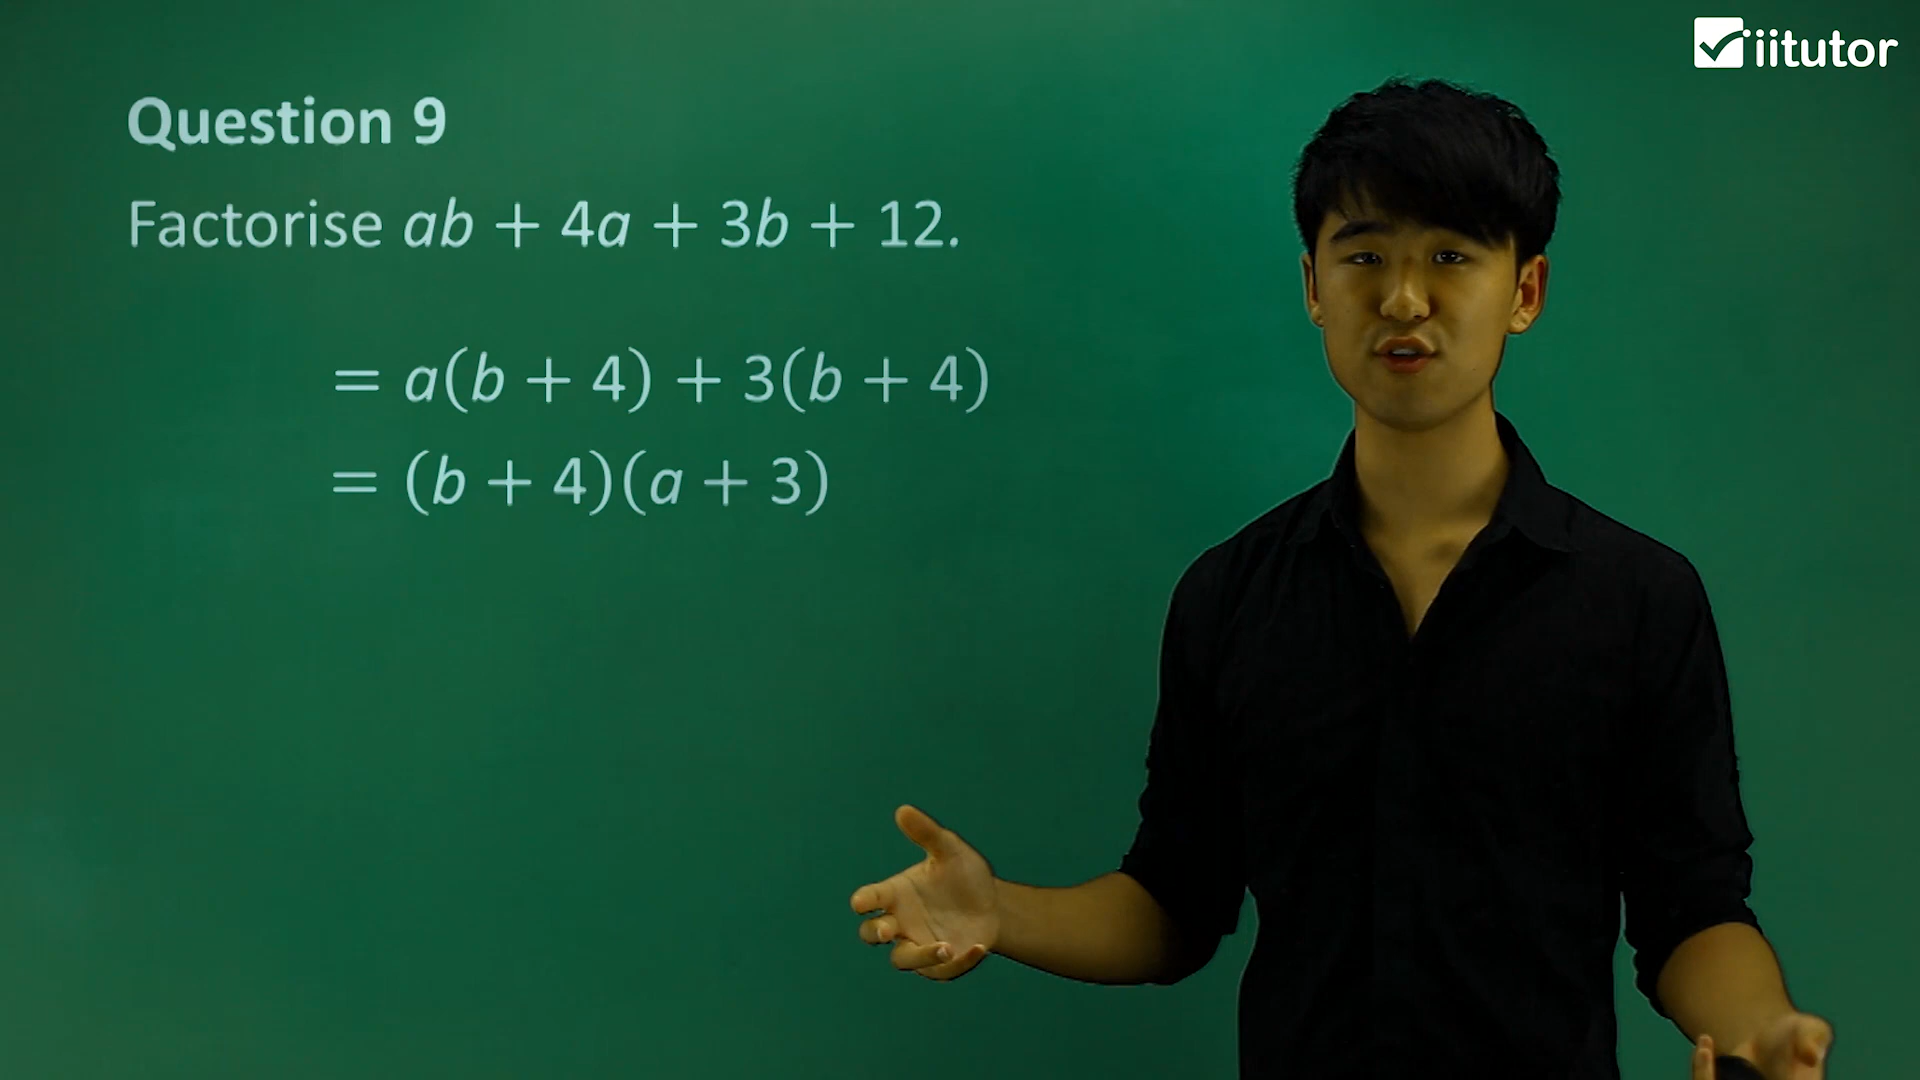 iitutor
Question 9
Factorise ab + 4a + 3b + 12.
= a(b + 4) + 3(b + 4)
= (b + 4)(a + 3)